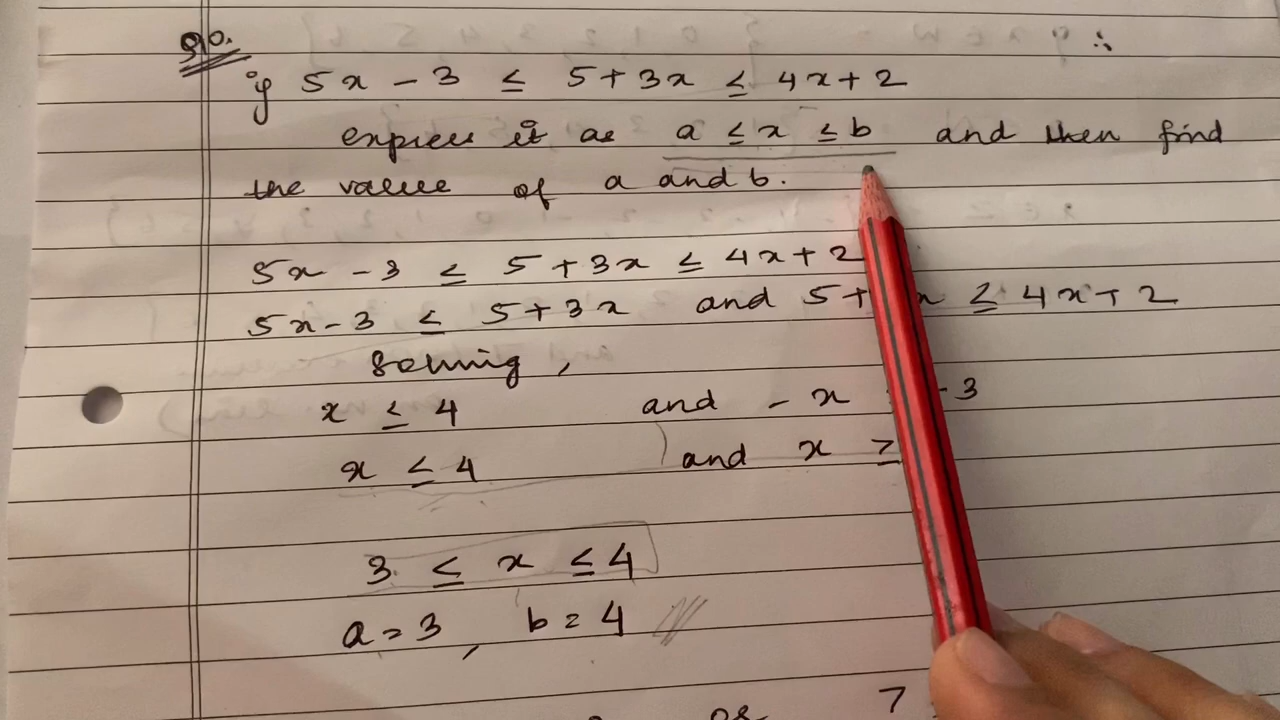 Q10.
if 5x - 3 ≤ 5 + 3x ≤ 4x + 2
express it as a ≤ x ≤ b and then find
the value of a and b.
5x - 3 ≤ 5 + 3x ≤ 4x + 2
5x - 3 ≤ 5 + 3x and 5 + x ≤ 4x + 2
Solving,
x ≤ 4 and - x - 3
x ≤ 4 and x ≥
3 ≤ x ≤ 4
a = 3, b = 4
7